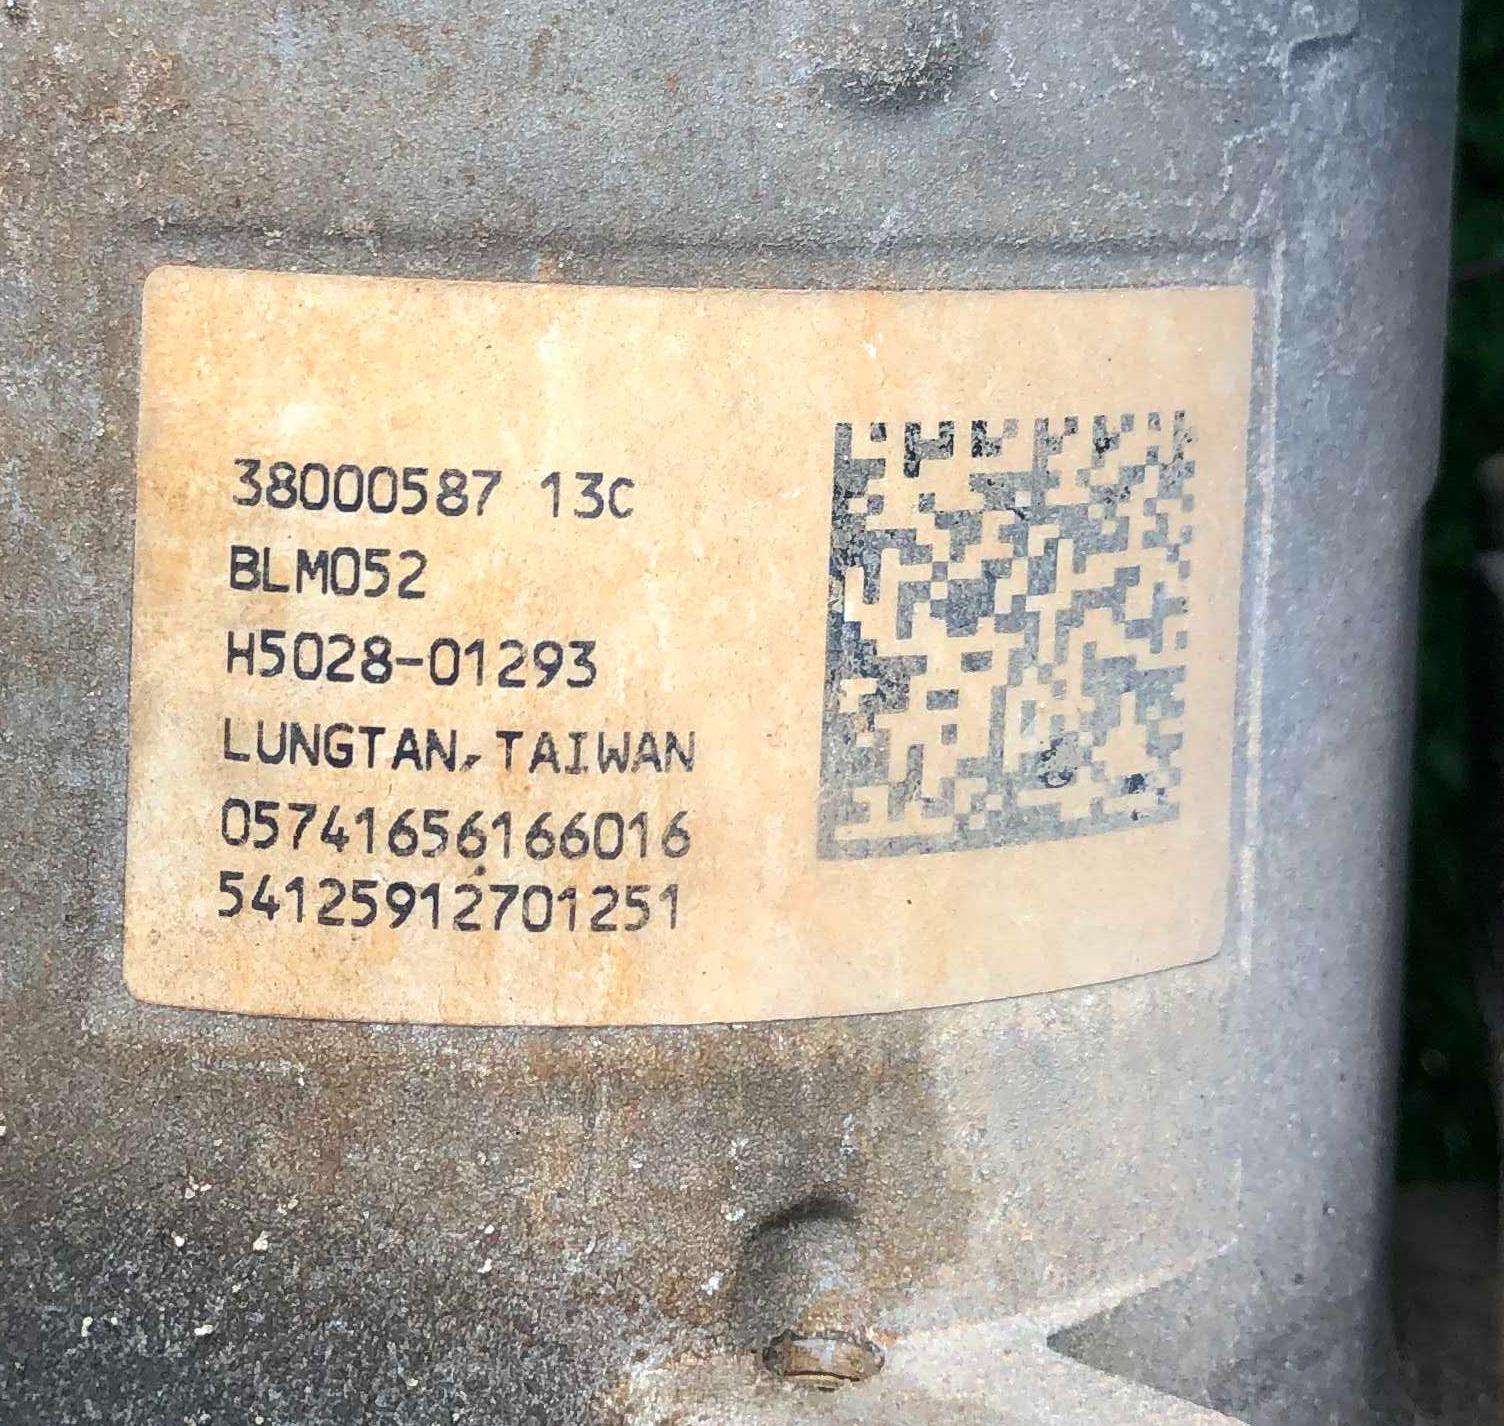 38000587 13C
BLM052
H5028-01293
LUNGTAN, TAIWAN
05741656166016
54125912701251